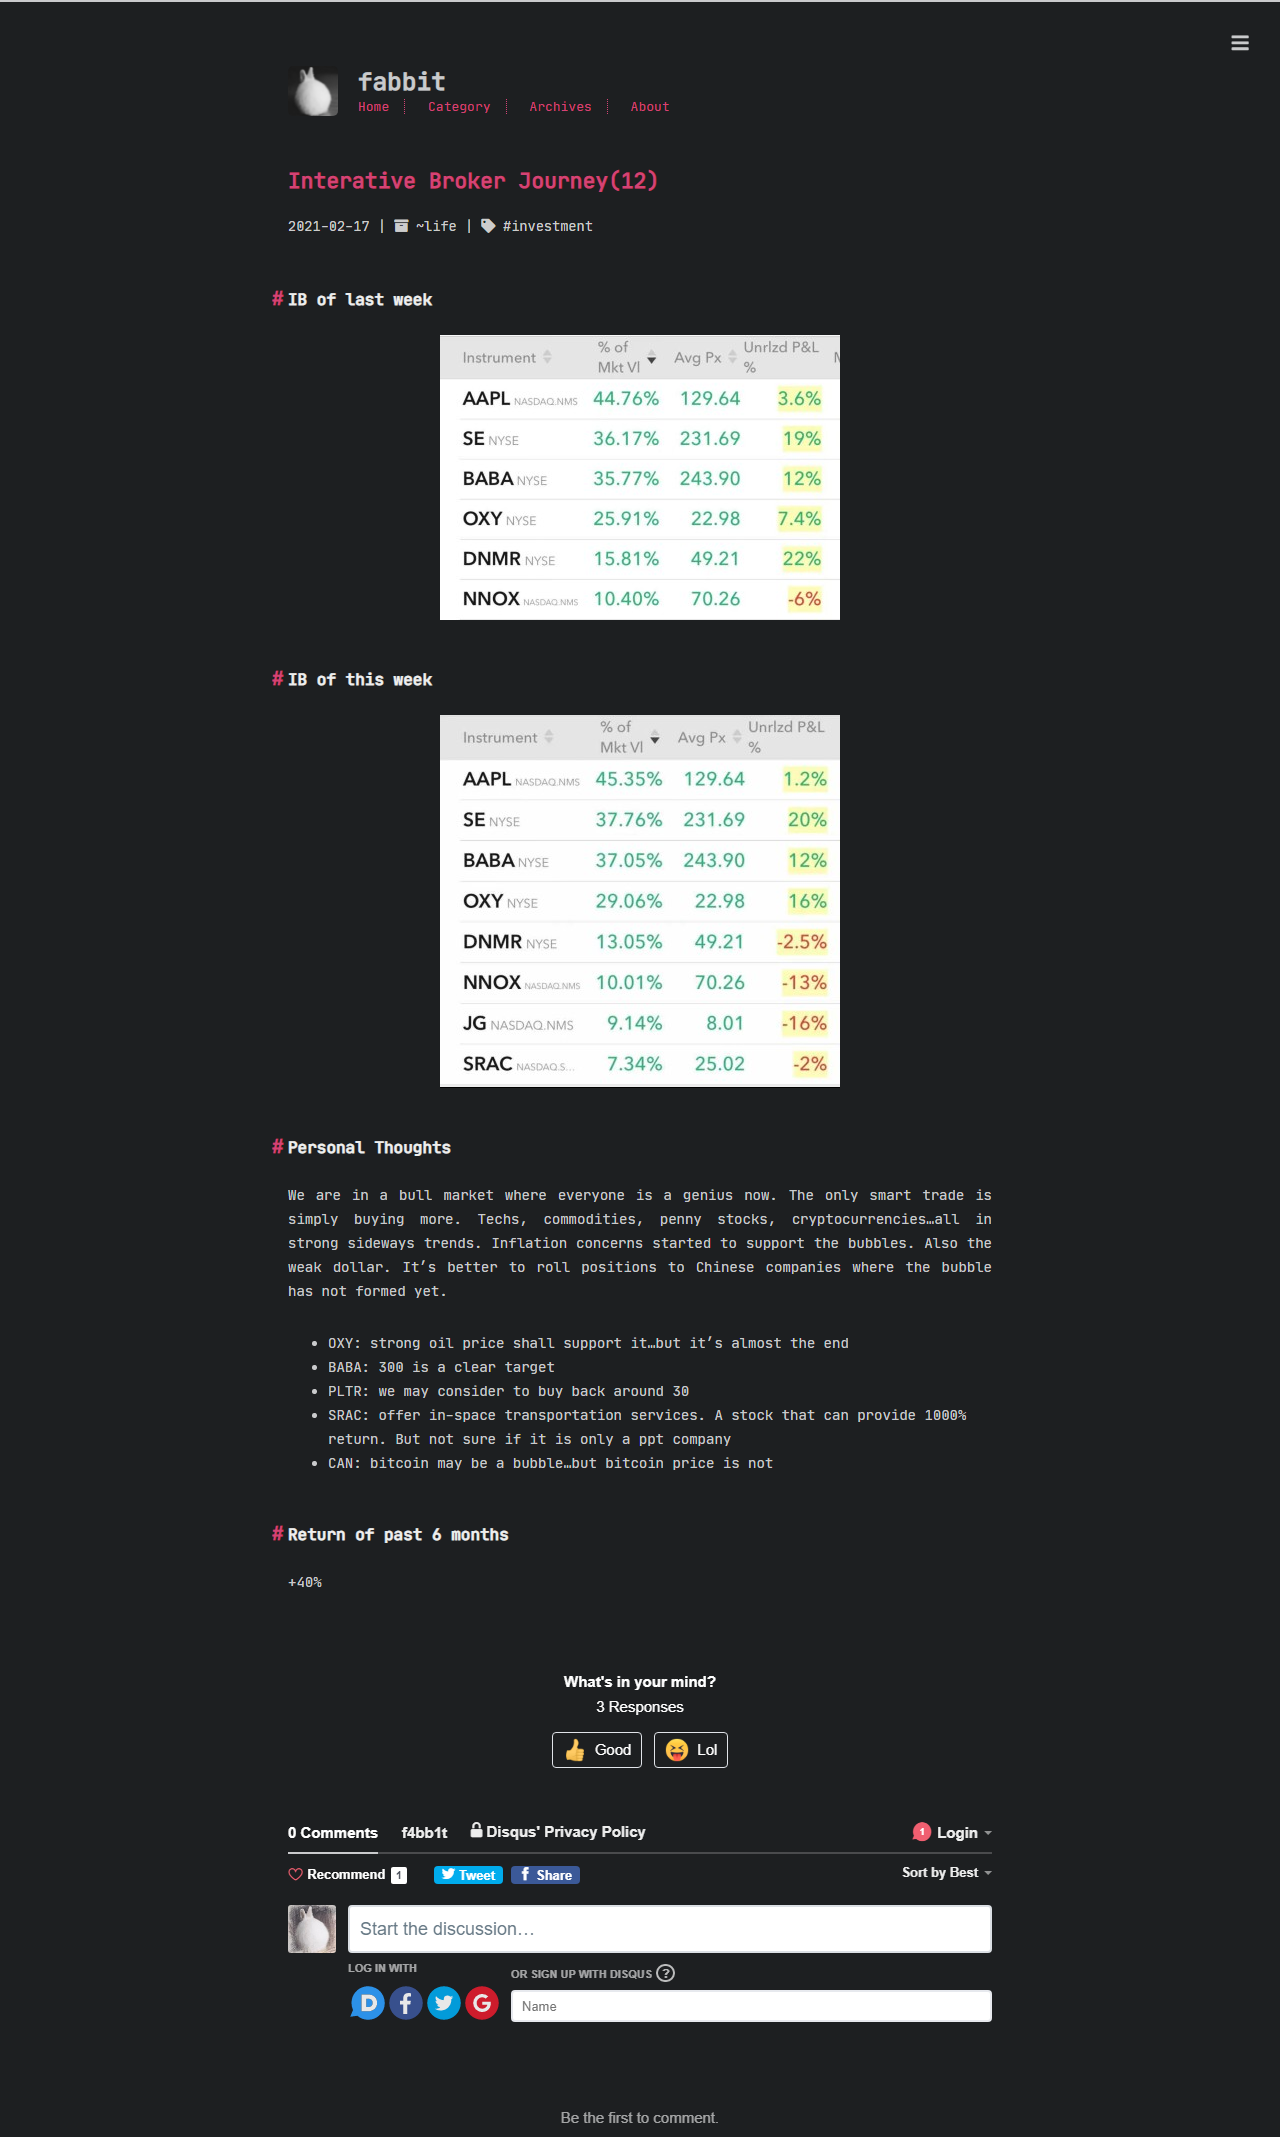 fabbit
Home
Category
Archives
About
Interative Broker Journey(12)
2021-02-17 | ~life | #investment
# IB of last week
Instrument % of Mkt Vl Avg Px Unrlzd P&L %
AAPL NASDAQ.NMS 44.76% 129.64 3.6%
SE NYSE 36.17% 231.69 19%
BABA NYSE 35.77% 243.90 12%
OXY NYSE 25.91% 22.98 7.4%
DNMR NYSE 15.81% 49.21 22%
NNOX NASDAQ.NMS 10.40% 70.26 -6%
# IB of this week
Instrument % of Mkt Vl Avg Px Unrlzd P&L %
AAPL NASDAQ.NMS 45.35% 129.64 1.2%
SE NYSE 37.76% 231.69 20%
BABA NYSE 37.05% 243.90 12%
OXY NYSE 29.06% 22.98 16%
DNMR NYSE 13.05% 49.21 -2.5%
NNOX NASDAQ.NMS 10.01% 70.26 -13%
JG NASDAQ.NMS 9.14% 8.01 -16%
SRAC NASDAQ.S... 7.34% 25.02 -2%
# Personal Thoughts
We are in a bull market where everyone is a genius now. The only smart trade is
simply buying more. Techs, commodities, penny stocks, cryptocurrencies…all in
strong sideways trends. Inflation concerns started to support the bubbles. Also the
weak dollar. It’s better to roll positions to Chinese companies where the bubble
has not formed yet.
• OXY: strong oil price shall support it…but it’s almost the end
• BABA: 300 is a clear target
• PLTR: we may consider to buy back around 30
• SRAC: offer in-space transportation services. A stock that can provide 1000%
return. But not sure if it is only a ppt company
• CAN: bitcoin may be a bubble…but bitcoin price is not
# Return of past 6 months
+40%
What's in your mind?
3 Responses
Good
Lol
0 Comments f4bb1t Disqus' Privacy Policy 1 Login
Recommend 1 Tweet Share Sort by Best
Start the discussion…
LOG IN WITH
OR SIGN UP WITH DISQUS ?
Name
Be the first to comment.